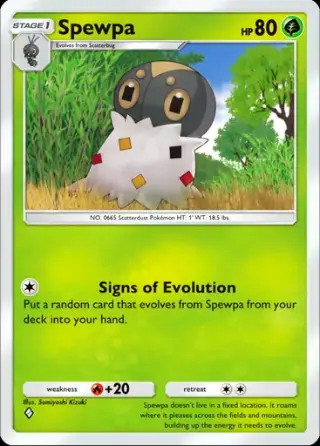 STAGE 1
Spewpa
HP 80
Evolves from Scatterbug
NO. 0665 Scatterdust Pokémon HT: 1' WT: 18.5 lbs.
Signs of Evolution
Put a random card that evolves from Spewpa from your
deck into your hand.
weakness +20
retreat
Illus. Sumiyoshi Kizuki
Spewpa doesn't live in a fixed location. It roams
where it pleases across the fields and mountains,
building up the energy it needs to evolve.